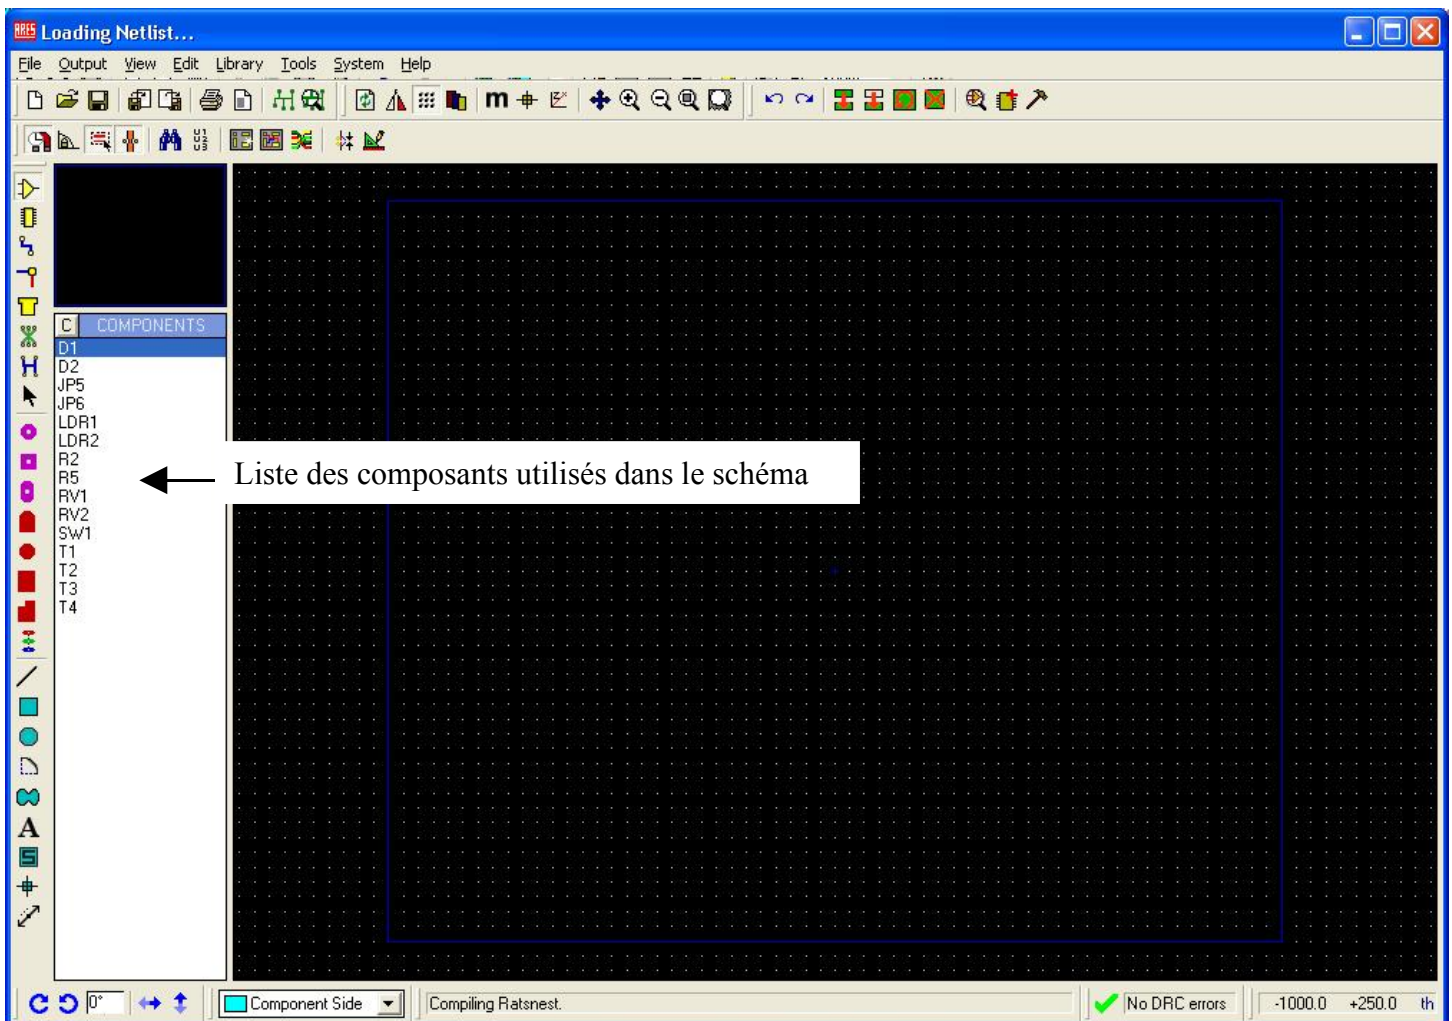 ARES Loading Netlist...
File Output View Edit Library Tools System Help
C COMPONENTS
D1
D2
JP5
JP6
LDR1
LDR2
R2
R5
RV1
RV2
SW1
T1
T2
T3
T4
Liste des composants utilisés dans le schéma
0° Component Side Compiling Ratsnest. No DRC errors -1000.0 +250.0 th